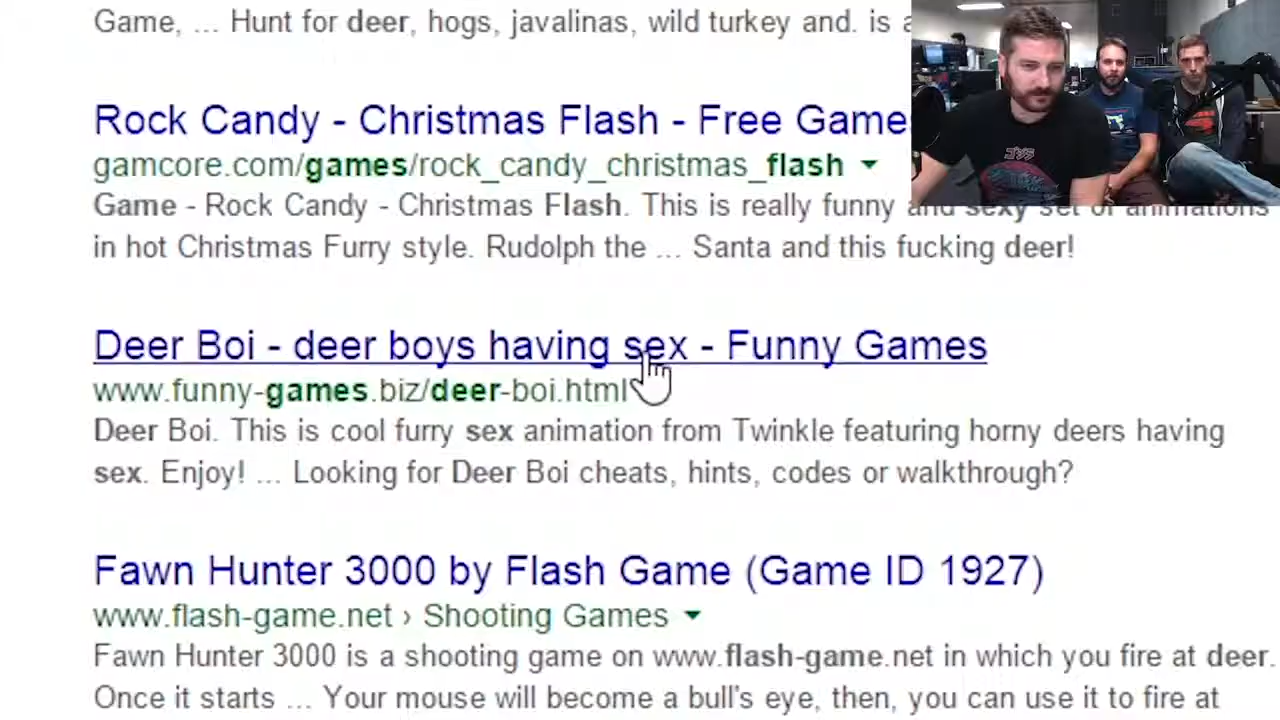 Game, ... Hunt for deer, hogs, javalinas, wild turkey and. is a
Rock Candy - Christmas Flash - Free Game
gamcore.com/games/rock_candy_christmas_flash
Game - Rock Candy - Christmas Flash. This is really funny and sexy set of animations
in hot Christmas Furry style. Rudolph the ... Santa and this fucking deer!
Deer Boi - deer boys having sex - Funny Games
www.funny-games.biz/deer-boi.html
Deer Boi. This is cool furry sex animation from Twinkle featuring horny deers having
sex. Enjoy! ... Looking for Deer Boi cheats, hints, codes or walkthrough?
Fawn Hunter 3000 by Flash Game (Game ID 1927)
www.flash-game.net › Shooting Games
Fawn Hunter 3000 is a shooting game on www.flash-game.net in which you fire at deer.
Once it starts ... Your mouse will become a bull's eye, then, you can use it to fire at